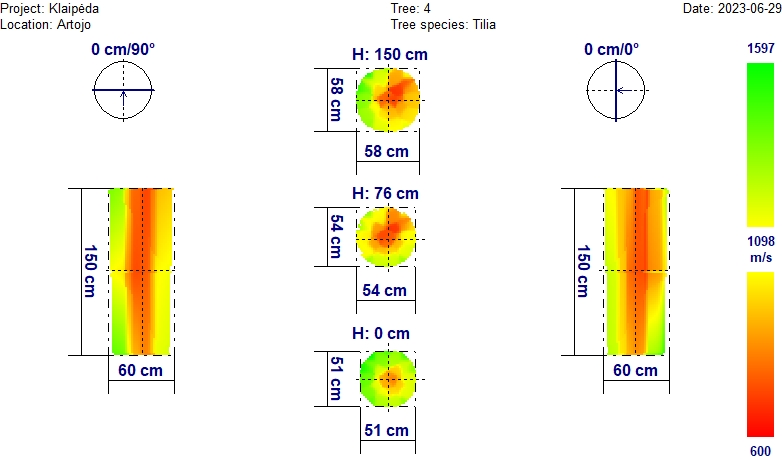 Project: Klaipėda
Tree: 4
Date: 2023-06-29
Location: Artojo
Tree species: Tilia
0 cm/90°
H: 150 cm
0 cm/0°
1597
58 cm
58 cm
H: 76 cm
54 cm
54 cm
150 cm
150 cm
1098
m/s
H: 0 cm
51 cm
60 cm
60 cm
51 cm
600